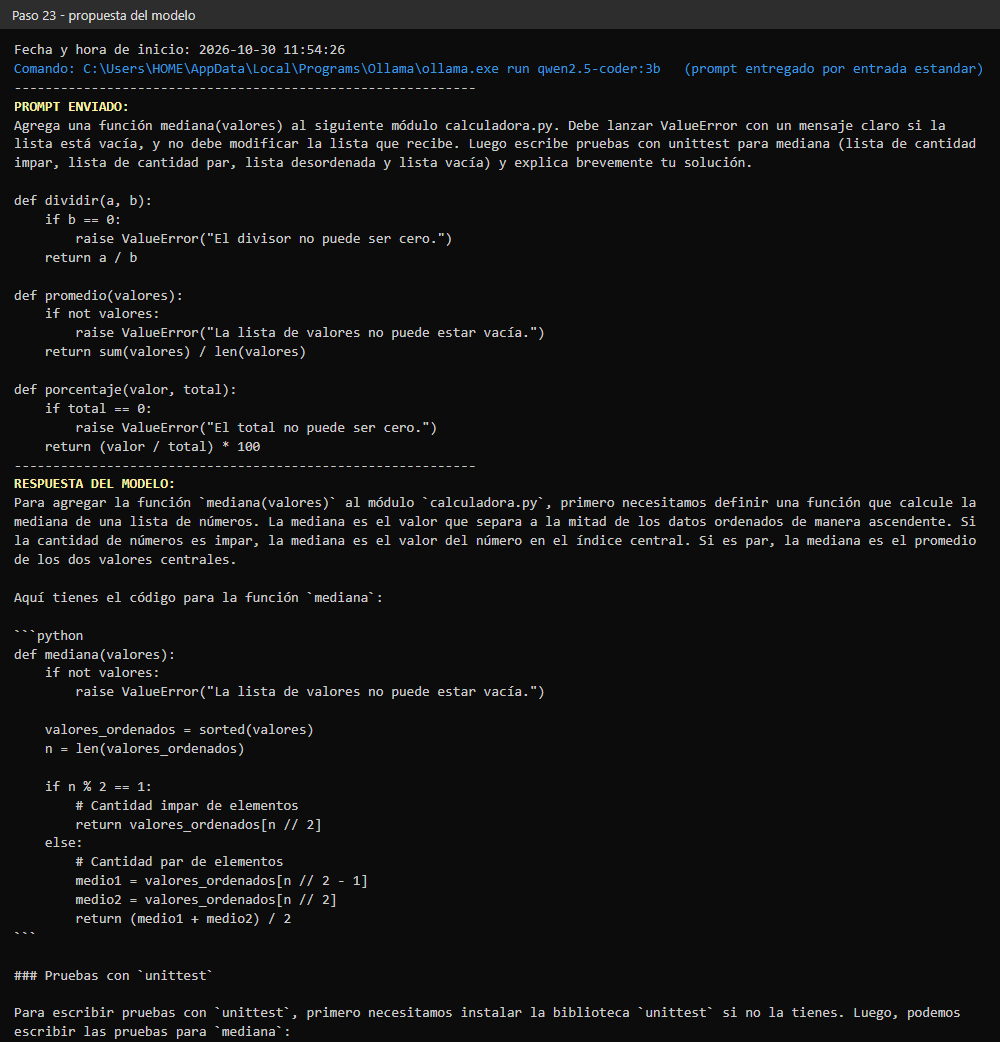 Paso 23 - propuesta del modelo
Fecha y hora de inicio: 2026-10-30 11:54:26
Comando: C:\Users\HOME\AppData\Local\Programs\Ollama\ollama.exe run qwen2.5-coder:3b   (prompt entregado por entrada estandar)
------------------------------------------------------------
PROMPT ENVIADO:
Agrega una función mediana(valores) al siguiente módulo calculadora.py. Debe lanzar ValueError con un mensaje claro si la
lista está vacía, y no debe modificar la lista que recibe. Luego escribe pruebas con unittest para mediana (lista de cantidad
impar, lista de cantidad par, lista desordenada y lista vacía) y explica brevemente tu solución.

def dividir(a, b):
    if b == 0:
        raise ValueError("El divisor no puede ser cero.")
    return a / b

def promedio(valores):
    if not valores:
        raise ValueError("La lista de valores no puede estar vacía.")
    return sum(valores) / len(valores)

def porcentaje(valor, total):
    if total == 0:
        raise ValueError("El total no puede ser cero.")
    return (valor / total) * 100
------------------------------------------------------------
RESPUESTA DEL MODELO:
Para agregar la función `mediana(valores)` al módulo `calculadora.py`, primero necesitamos definir una función que calcule la
mediana de una lista de números. La mediana es el valor que separa a la mitad de los datos ordenados de manera ascendente. Si
la cantidad de números es impar, la mediana es el valor del número en el índice central. Si es par, la mediana es el promedio
de los dos valores centrales.

Aquí tienes el código para la función `mediana`:

```python
def mediana(valores):
    if not valores:
        raise ValueError("La lista de valores no puede estar vacía.")

    valores_ordenados = sorted(valores)
    n = len(valores_ordenados)

    if n % 2 == 1:
        # Cantidad impar de elementos
        return valores_ordenados[n // 2]
    else:
        # Cantidad par de elementos
        medio1 = valores_ordenados[n // 2 - 1]
        medio2 = valores_ordenados[n // 2]
        return (medio1 + medio2) / 2
```

### Pruebas con `unittest`

Para escribir pruebas con `unittest`, primero necesitamos instalar la biblioteca `unittest` si no la tienes. Luego, podemos
escribir las pruebas para `mediana`: